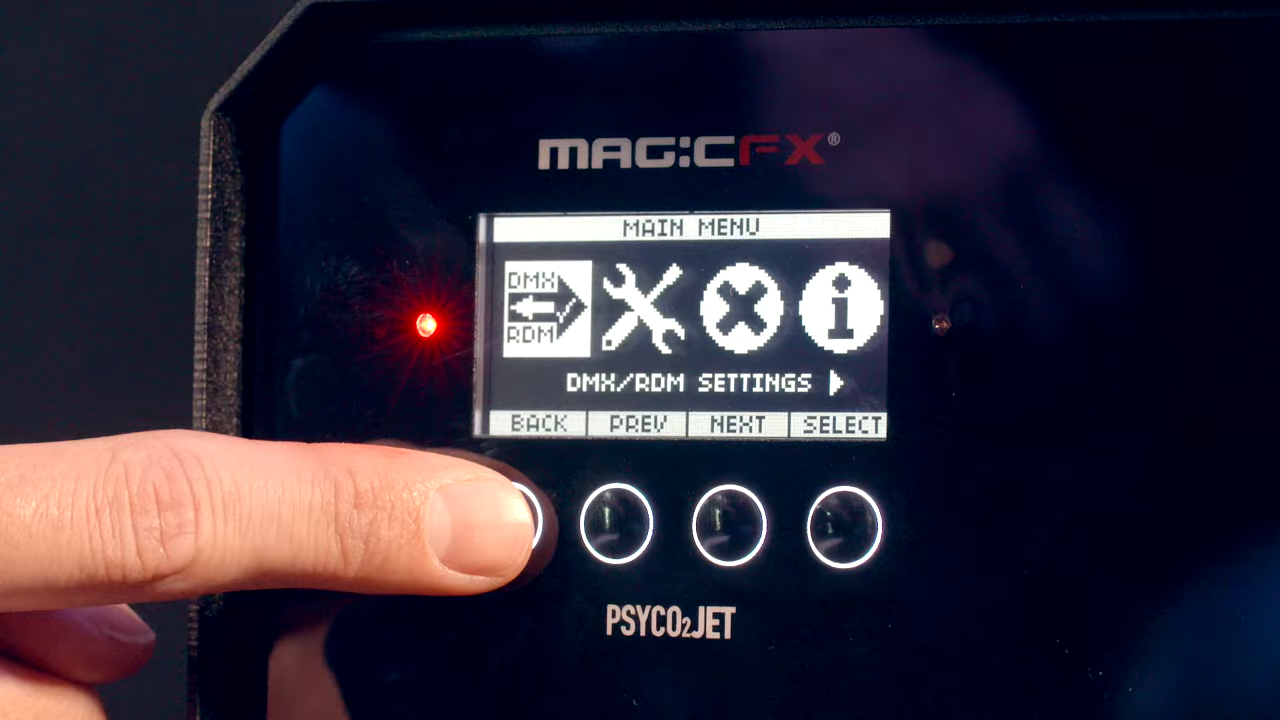 MAGICFX®
MAIN MENU
DMX
RDM
DMX/RDM SETTINGS
BACK PREV NEXT SELECT
PSYCO₂JET